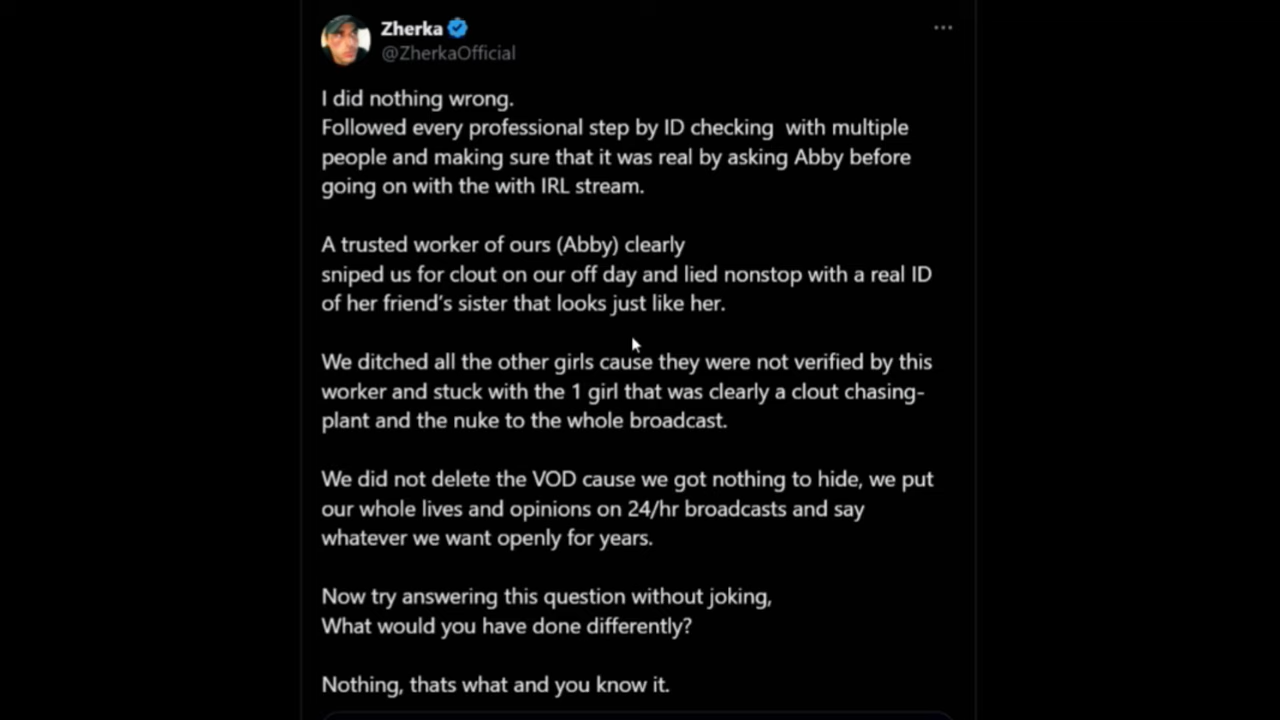 Zherka
@ZherkaOfficial
I did nothing wrong.
Followed every professional step by ID checking  with multiple
people and making sure that it was real by asking Abby before
going on with the with IRL stream.
A trusted worker of ours (Abby) clearly
sniped us for clout on our off day and lied nonstop with a real ID
of her friend’s sister that looks just like her.
We ditched all the other girls cause they were not verified by this
worker and stuck with the 1 girl that was clearly a clout chasing-
plant and the nuke to the whole broadcast.
We did not delete the VOD cause we got nothing to hide, we put
our whole lives and opinions on 24/hr broadcasts and say
whatever we want openly for years.
Now try answering this question without joking,
What would you have done differently?
Nothing, thats what and you know it.